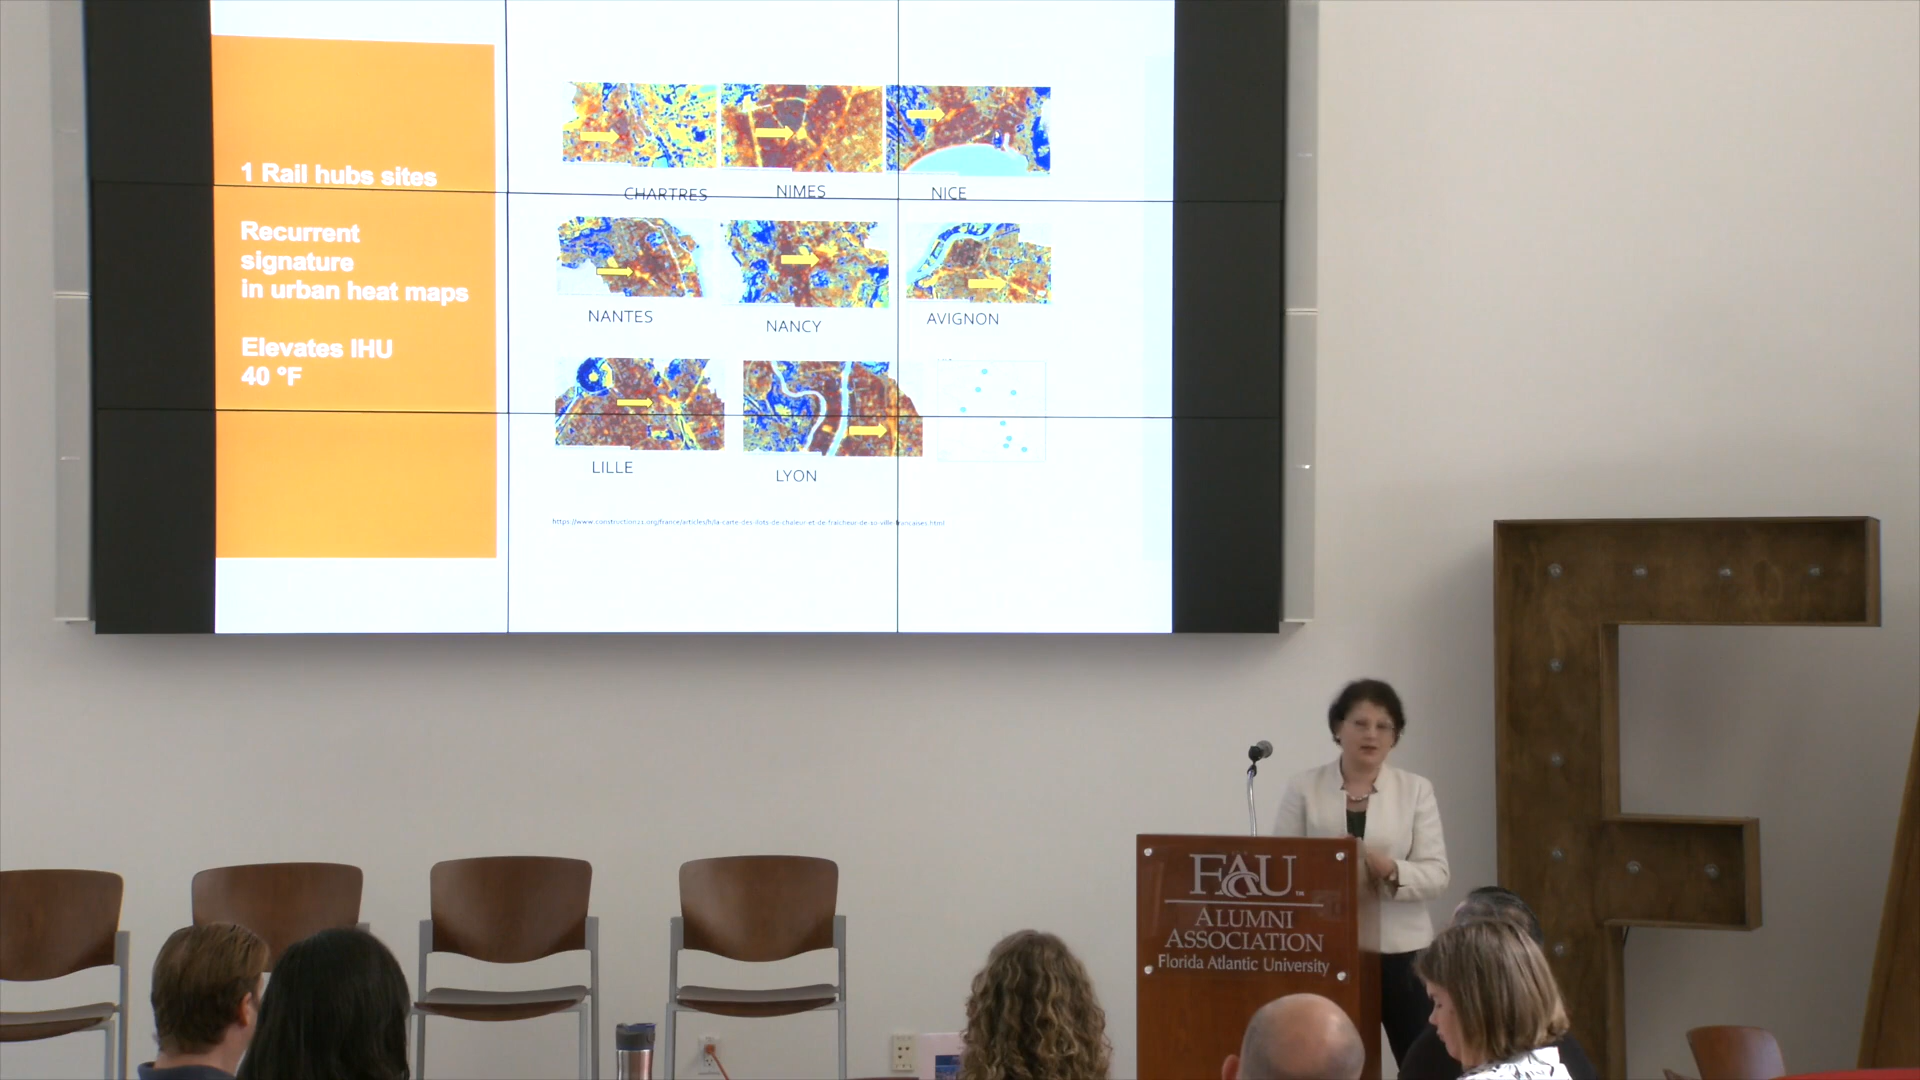 1 Rail hubs sites
Recurrent
signature
in urban heat maps
Elevates IHU
40 °F
CHARTRES
NIMES
NICE
NANTES
NANCY
AVIGNON
LILLE
LYON
FAU
ALUMNI
ASSOCIATION
Florida Atlantic University